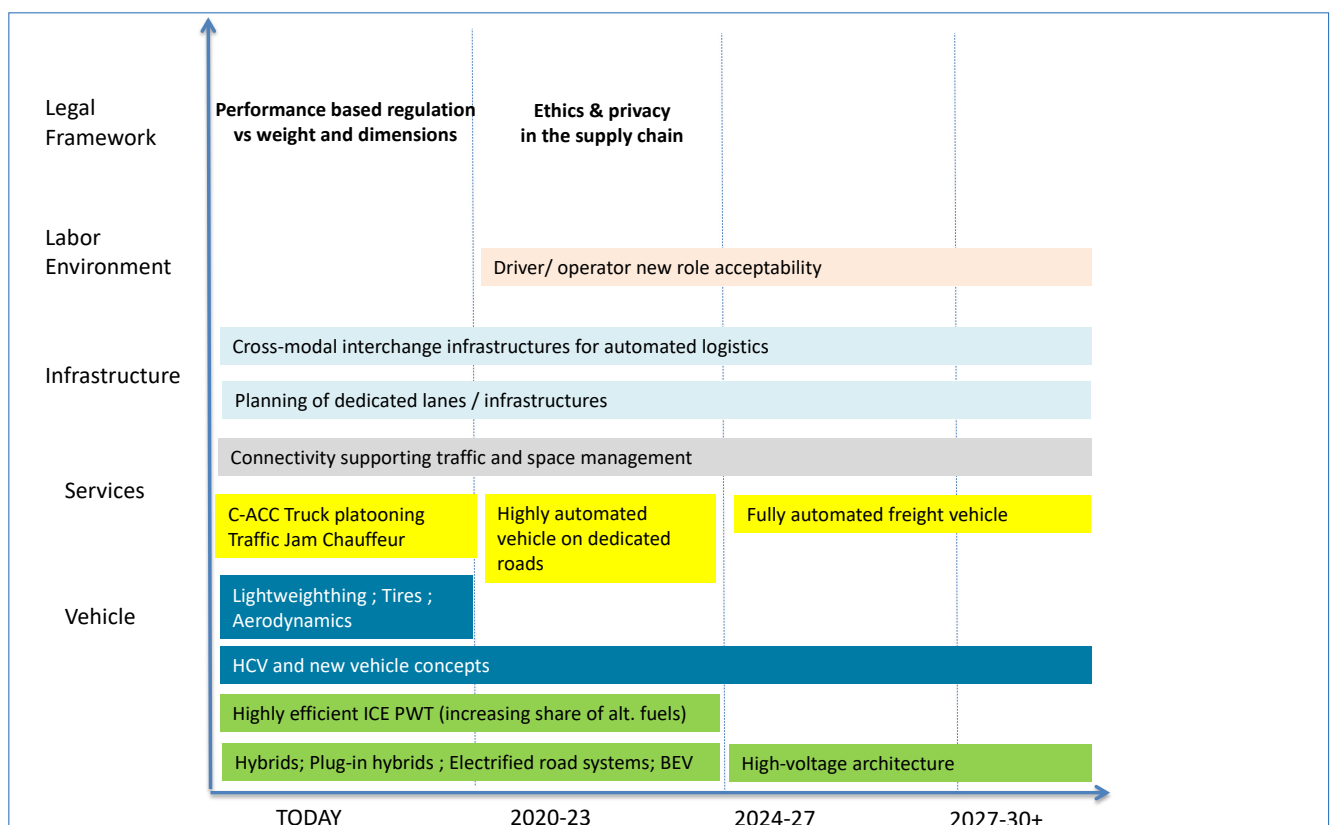 Legal
Framework
Performance based regulation
vs weight and dimensions
Ethics & privacy
in the supply chain
Labor
Environment
Driver/ operator new role acceptability
Infrastructure
Cross-modal interchange infrastructures for automated logistics
Planning of dedicated lanes / infrastructures
Services
Connectivity supporting traffic and space management
C-ACC Truck platooning
Traffic Jam Chauffeur
Highly automated
vehicle on dedicated
roads
Fully automated freight vehicle
Vehicle
Lightweighthing ; Tires ;
Aerodynamics
HCV and new vehicle concepts
Highly efficient ICE PWT (increasing share of alt. fuels)
Hybrids; Plug-in hybrids ; Electrified road systems; BEV
High-voltage architecture
TODAY
2020-23
2024-27
2027-30+